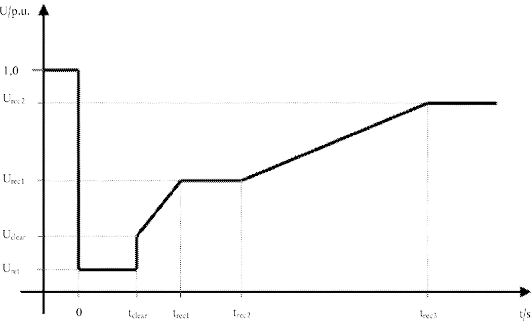 U/p.u.
1,0
Urec2
Urec1
Uclear
Uret
0 tclear trec1 trec2 trec3 t/s